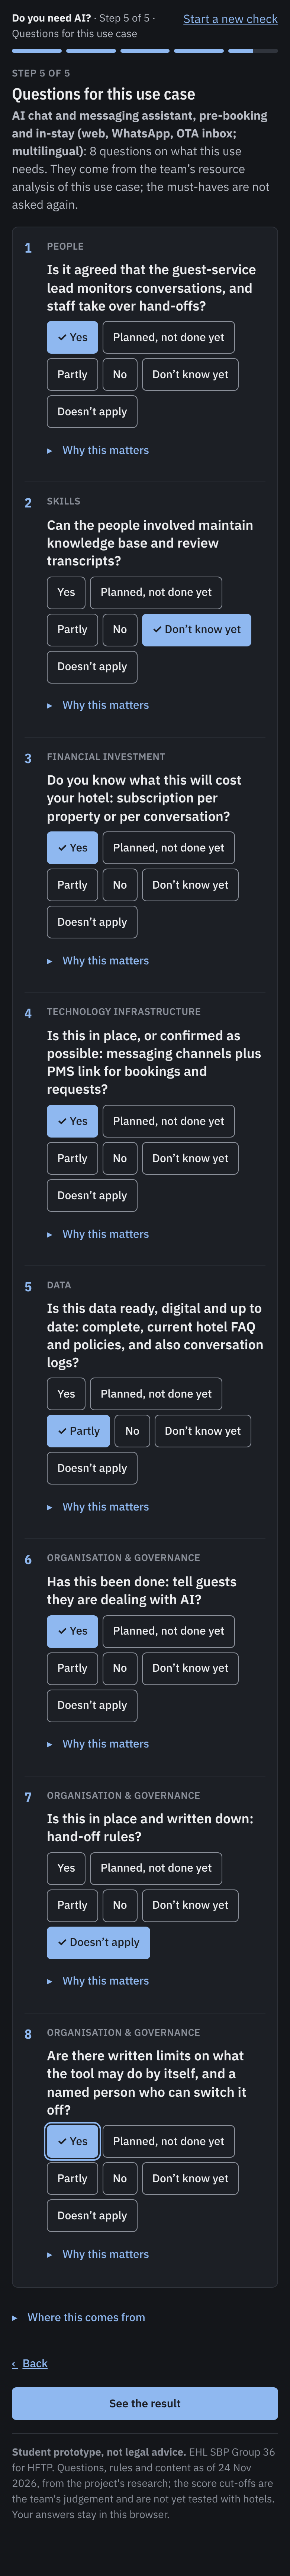 Do you need AI? · Step 5 of 5 ·
Questions for this use case
Start a new check
STEP 5 OF 5
Questions for this use case
AI chat and messaging assistant, pre-booking
and in-stay (web, WhatsApp, OTA inbox;
multilingual): 8 questions on what this use
needs. They come from the team's resource
analysis of this use case; the must-haves are not
asked again.
1 PEOPLE
Is it agreed that the guest-service
lead monitors conversations, and
staff take over hand-offs?
✓ Yes Planned, not done yet
Partly No Don't know yet
Doesn't apply
▸ Why this matters
2 SKILLS
Can the people involved maintain
knowledge base and review
transcripts?
Yes Planned, not done yet
Partly No ✓ Don't know yet
Doesn't apply
▸ Why this matters
3 FINANCIAL INVESTMENT
Do you know what this will cost
your hotel: subscription per
property or per conversation?
✓ Yes Planned, not done yet
Partly No Don't know yet
Doesn't apply
▸ Why this matters
4 TECHNOLOGY INFRASTRUCTURE
Is this in place, or confirmed as
possible: messaging channels plus
PMS link for bookings and
requests?
✓ Yes Planned, not done yet
Partly No Don't know yet
Doesn't apply
▸ Why this matters
5 DATA
Is this data ready, digital and up to
date: complete, current hotel FAQ
and policies, and also conversation
logs?
Yes Planned, not done yet
✓ Partly No Don't know yet
Doesn't apply
▸ Why this matters
6 ORGANISATION & GOVERNANCE
Has this been done: tell guests
they are dealing with AI?
✓ Yes Planned, not done yet
Partly No Don't know yet
Doesn't apply
▸ Why this matters
7 ORGANISATION & GOVERNANCE
Is this in place and written down:
hand-off rules?
Yes Planned, not done yet
Partly No Don't know yet
✓ Doesn't apply
▸ Why this matters
8 ORGANISATION & GOVERNANCE
Are there written limits on what
the tool may do by itself, and a
named person who can switch it
off?
✓ Yes Planned, not done yet
Partly No Don't know yet
Doesn't apply
▸ Why this matters
▸ Where this comes from
‹ Back
See the result
Student prototype, not legal advice. EHL SBP Group 36
for HFTP. Questions, rules and content as of 24 Nov
2026, from the project's research; the score cut-offs are
the team's judgement and are not yet tested with hotels.
Your answers stay in this browser.